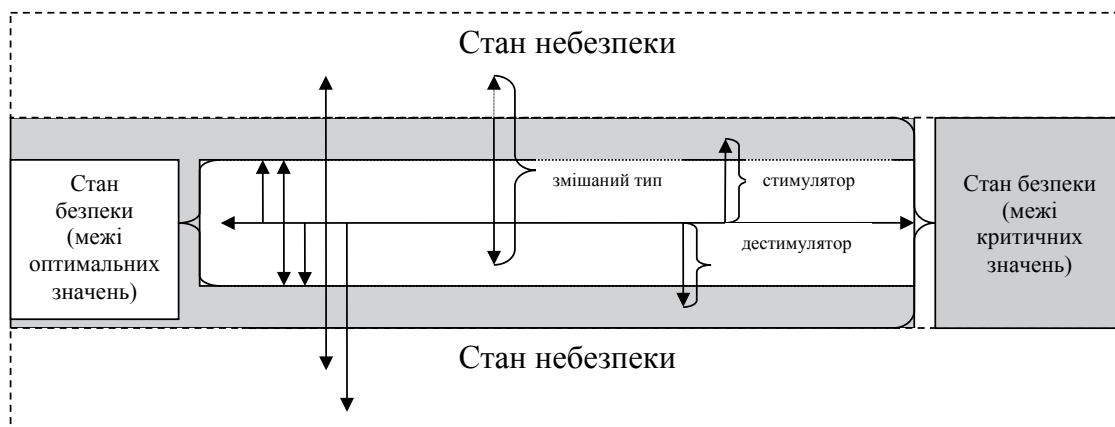 Стан небезпеки
Стан
безпеки
(межі
оптимальних
значень)
змішаний тип
стимулятор
дестимулятор
Стан безпеки
(межі
критичних
значень)
Стан небезпеки